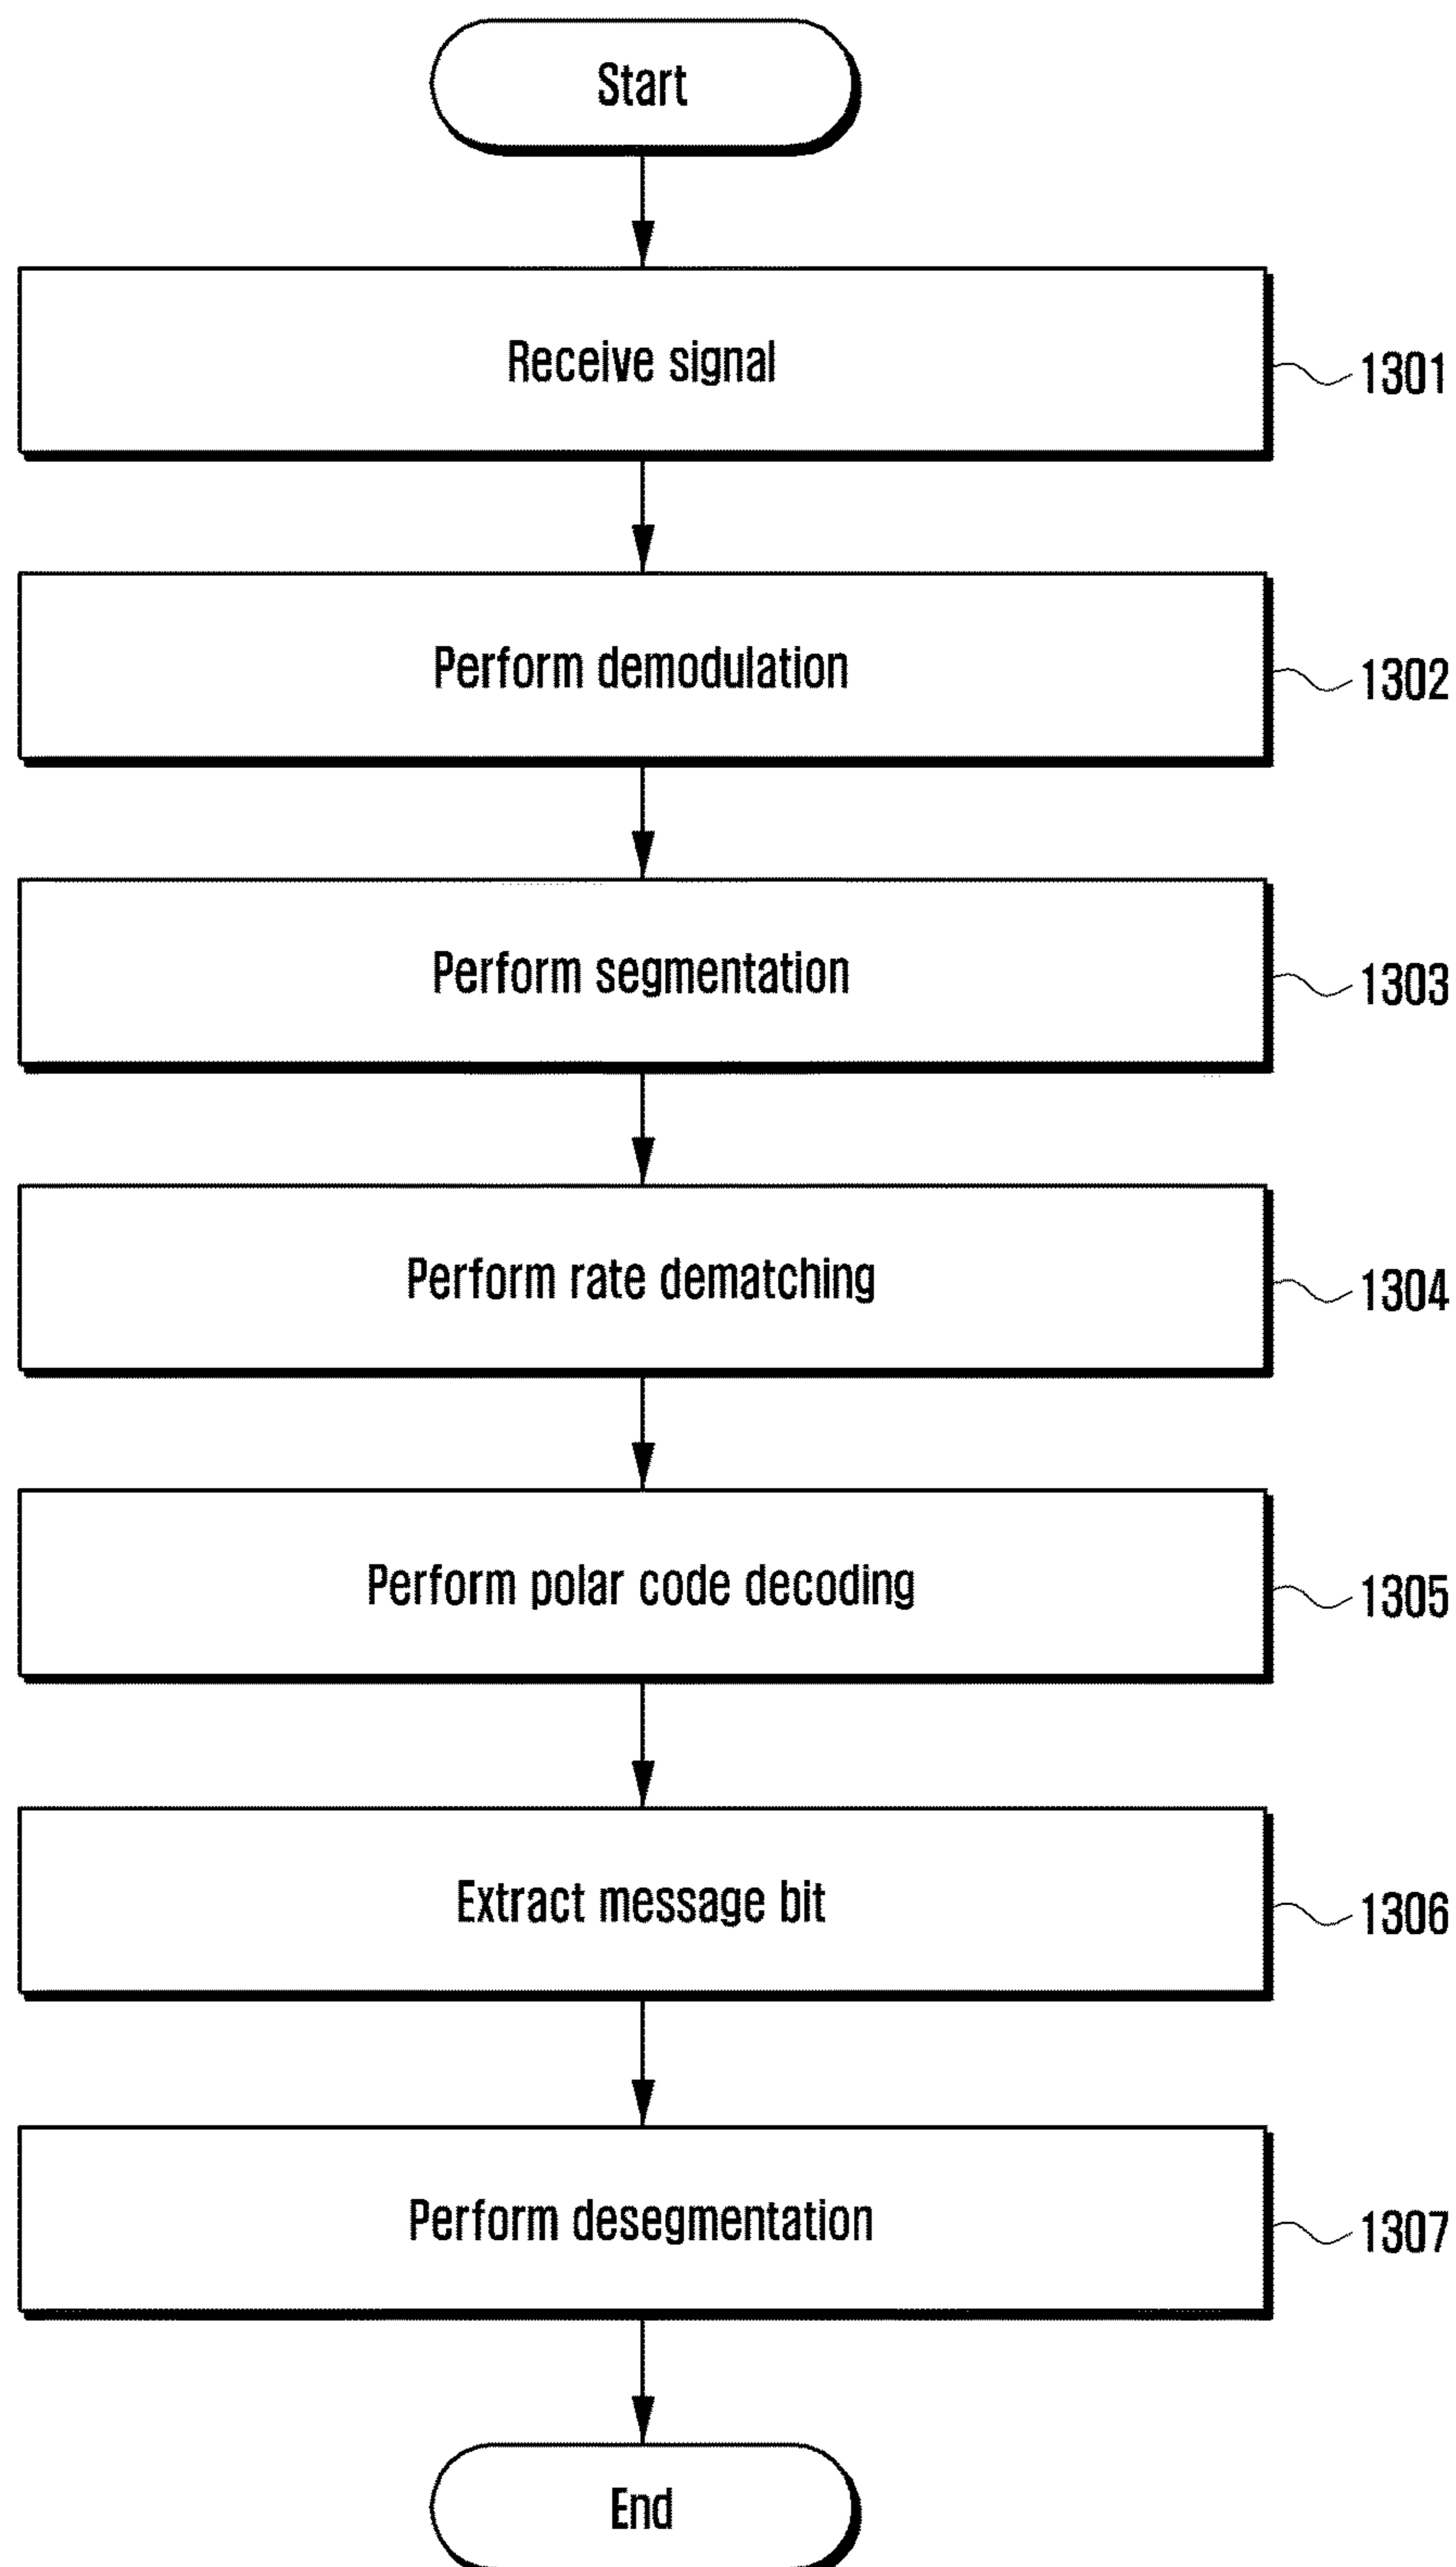 Start
Receive signal
1301
Perform demodulation
1302
Perform segmentation
1303
Perform rate dematching
1304
Perform polar code decoding
1305
Extract message bit
1306
Perform desegmentation
1307
End